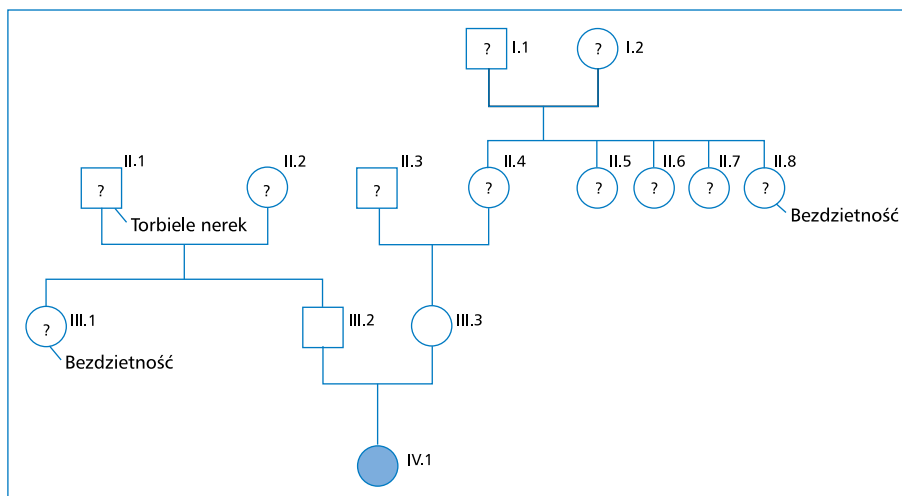 ? I.1 ? I.2
II.1 II.2 II.3 II.4 II.5 II.6 II.7 II.8
? ? ? ? ? ? ? ?
Torbiele nerek
Bezdzietność
? III.1 III.2 III.3
Bezdzietność
IV.1